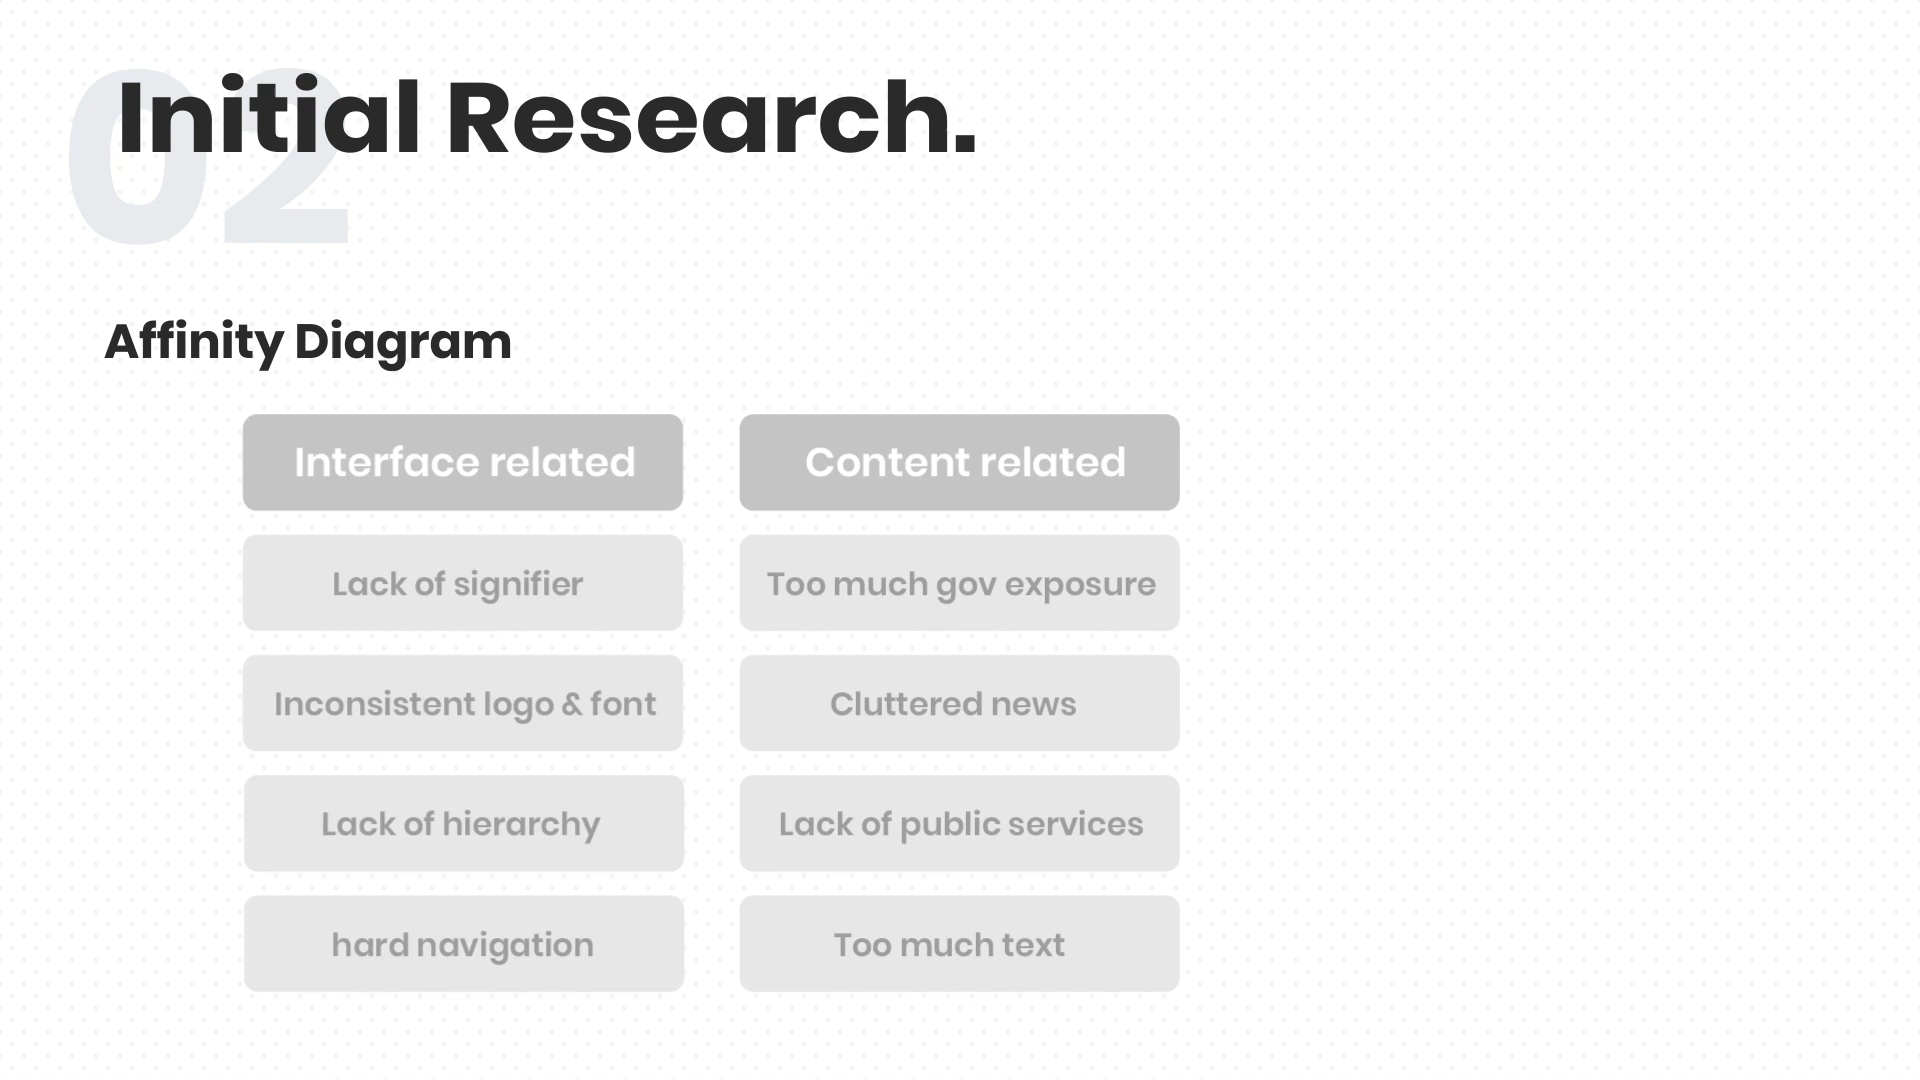 02
Initial Research.
Affinity Diagram
Interface related
Lack of signifier
Inconsistent logo & font
Lack of hierarchy
hard navigation
Content related
Too much gov exposure
Cluttered news
Lack of public services
Too much text